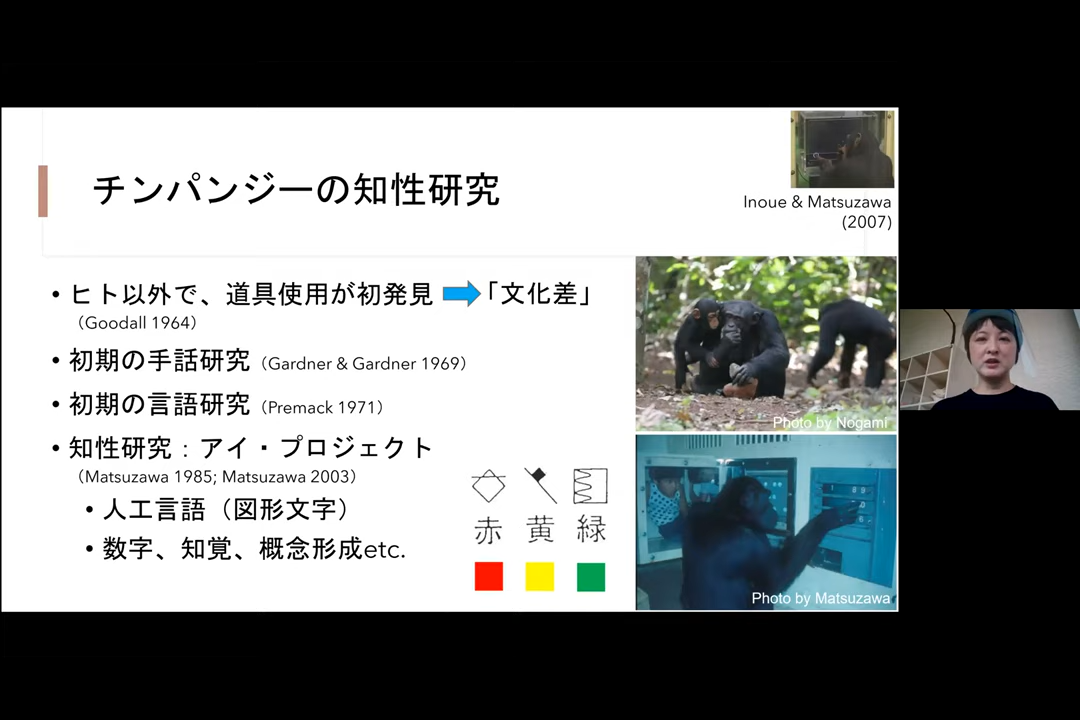 チンパンジーの知性研究
Inoue & Matsuzawa
(2007)
• ヒト以外で、道具使用が初発見 「文化差」
（Goodall 1964）
• 初期の手話研究（Gardner & Gardner 1969）
• 初期の言語研究（Premack 1971）
• 知性研究：アイ・プロジェクト
（Matsuzawa 1985; Matsuzawa 2003）
• 人工言語（図形文字）
• 数字、知覚、概念形成etc.
赤 黄 緑
Photo by Nogami
Photo by Matsuzawa